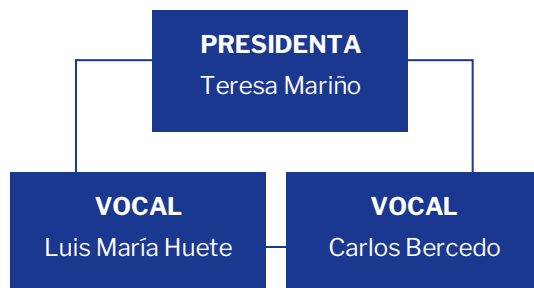 PRESIDENTA
Teresa Mariño
VOCAL
Luis María Huete
VOCAL
Carlos Bercedo